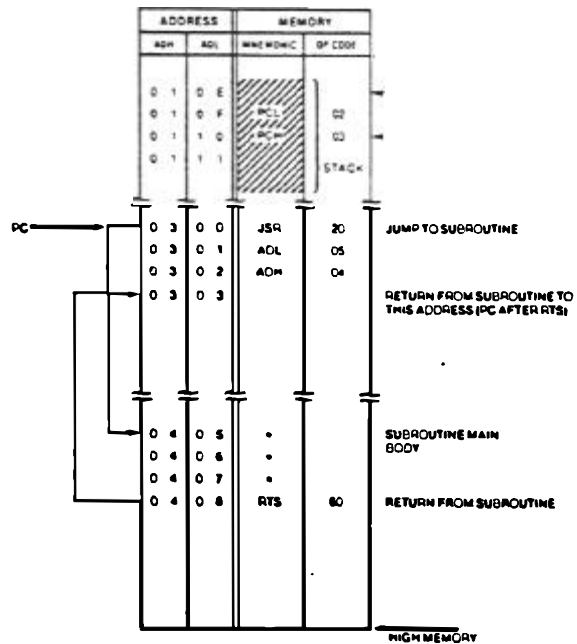 ADDRESS MEMORY
ADH ADL MNEMONIC OP CODE
0 1 0 E
0 1 0 F PCL 02
0 1 1 0 PCH 03
0 1 1 1 STACK
PC 0 3 0 0 JSR 20 JUMP TO SUBROUTINE
0 3 0 1 ADL 05
0 3 0 2 ADH 04
0 3 0 3 RETURN FROM SUBROUTINE TO
THIS ADDRESS (PC AFTER RTS)
0 4 0 5 • SUBROUTINE MAIN
BODY
0 4 0 6 •
0 4 0 7 •
0 4 0 8 RTS 60 RETURN FROM SUBROUTINE
HIGH MEMORY